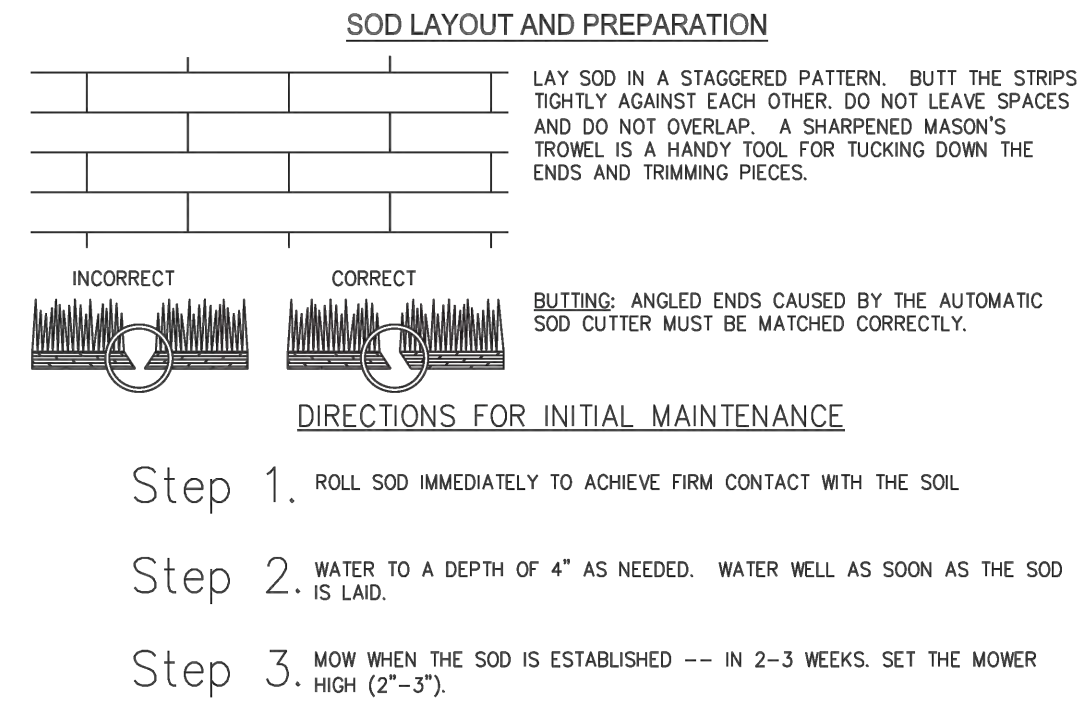 SOD LAYOUT AND PREPARATION
LAY SOD IN A STAGGERED PATTERN. BUTT THE STRIPS
TIGHTLY AGAINST EACH OTHER. DO NOT LEAVE SPACES
AND DO NOT OVERLAP. A SHARPENED MASON'S
TROWEL IS A HANDY TOOL FOR TUCKING DOWN THE
ENDS AND TRIMMING PIECES.
INCORRECT
CORRECT
BUTTING: ANGLED ENDS CAUSED BY THE AUTOMATIC
SOD CUTTER MUST BE MATCHED CORRECTLY.
DIRECTIONS FOR INITIAL MAINTENANCE
Step 1. ROLL SOD IMMEDIATELY TO ACHIEVE FIRM CONTACT WITH THE SOIL
Step 2. WATER TO A DEPTH OF 4" AS NEEDED. WATER WELL AS SOON AS THE SOD
IS LAID.
Step 3. MOW WHEN THE SOD IS ESTABLISHED -- IN 2-3 WEEKS. SET THE MOWER
HIGH (2"-3").